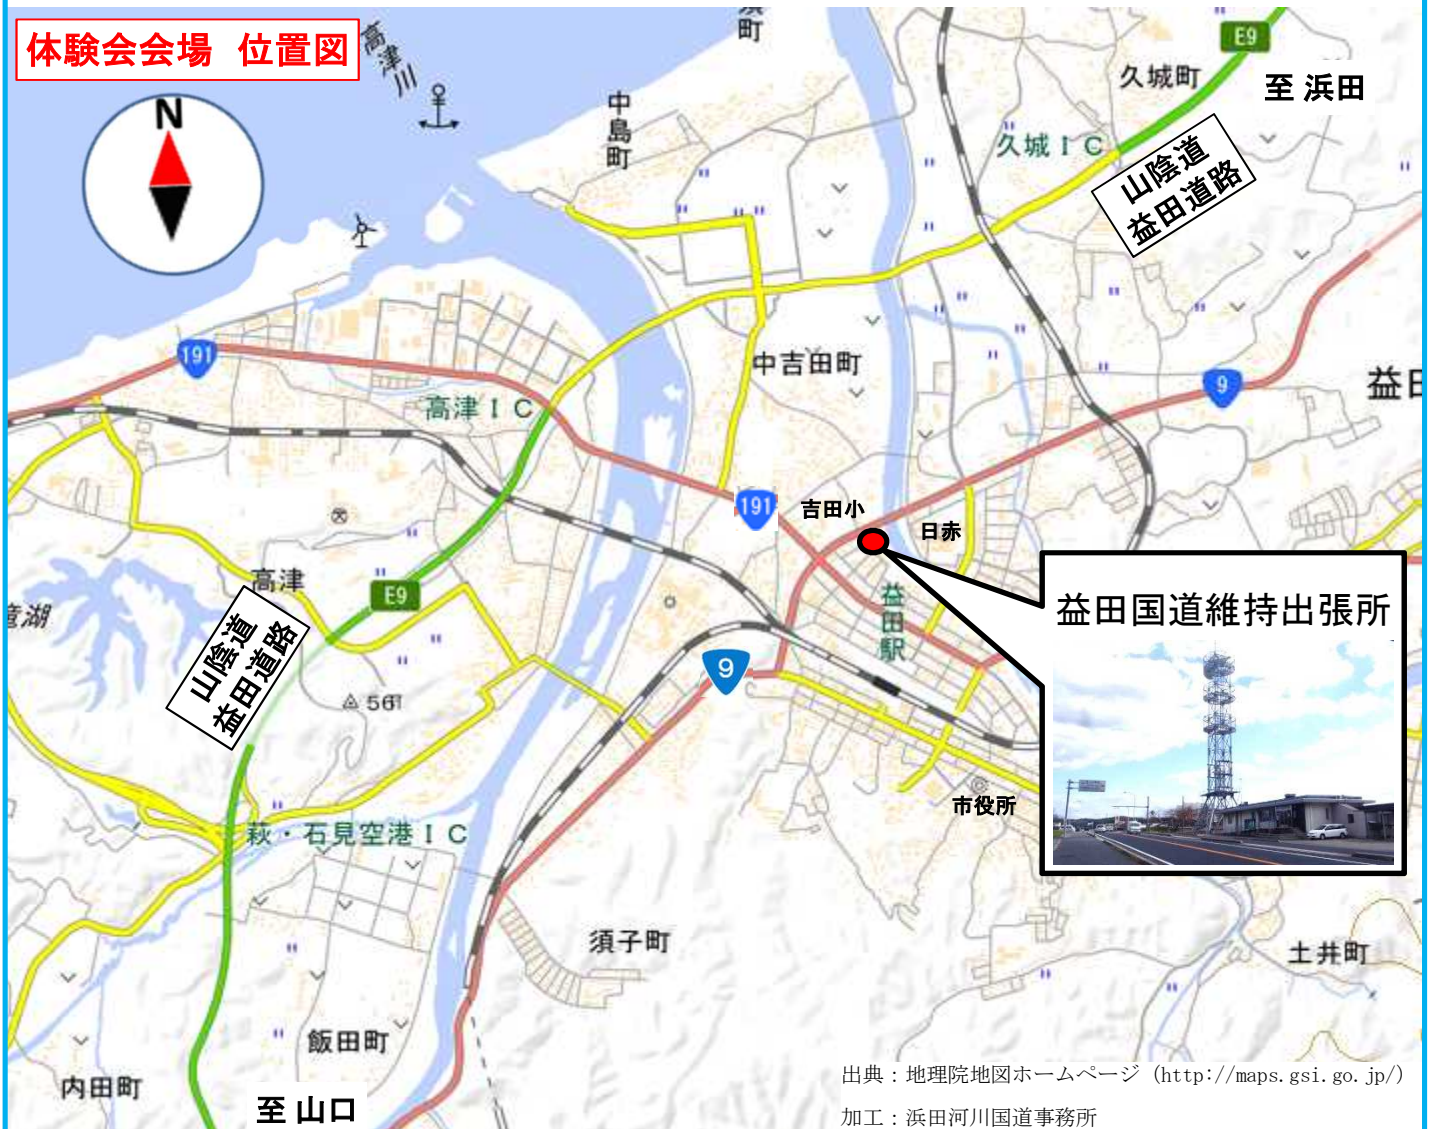 体験会会場 位置図
N
高津川
須町
中島町
久城町
E9
至 浜田
久城IC
山陰道
益田道路
191
中吉田町
高津IC
9
益田
191
吉田小
日赤
高津
E9
益田駅
益田国道維持出張所
山陰道
益田道路
9
56
市役所
萩・石見空港IC
須子町
土井町
飯田町
内田町
至 山口
出典：地理院地図ホームページ（http://maps.gsi.go.jp/）
加工：浜田河川国道事務所